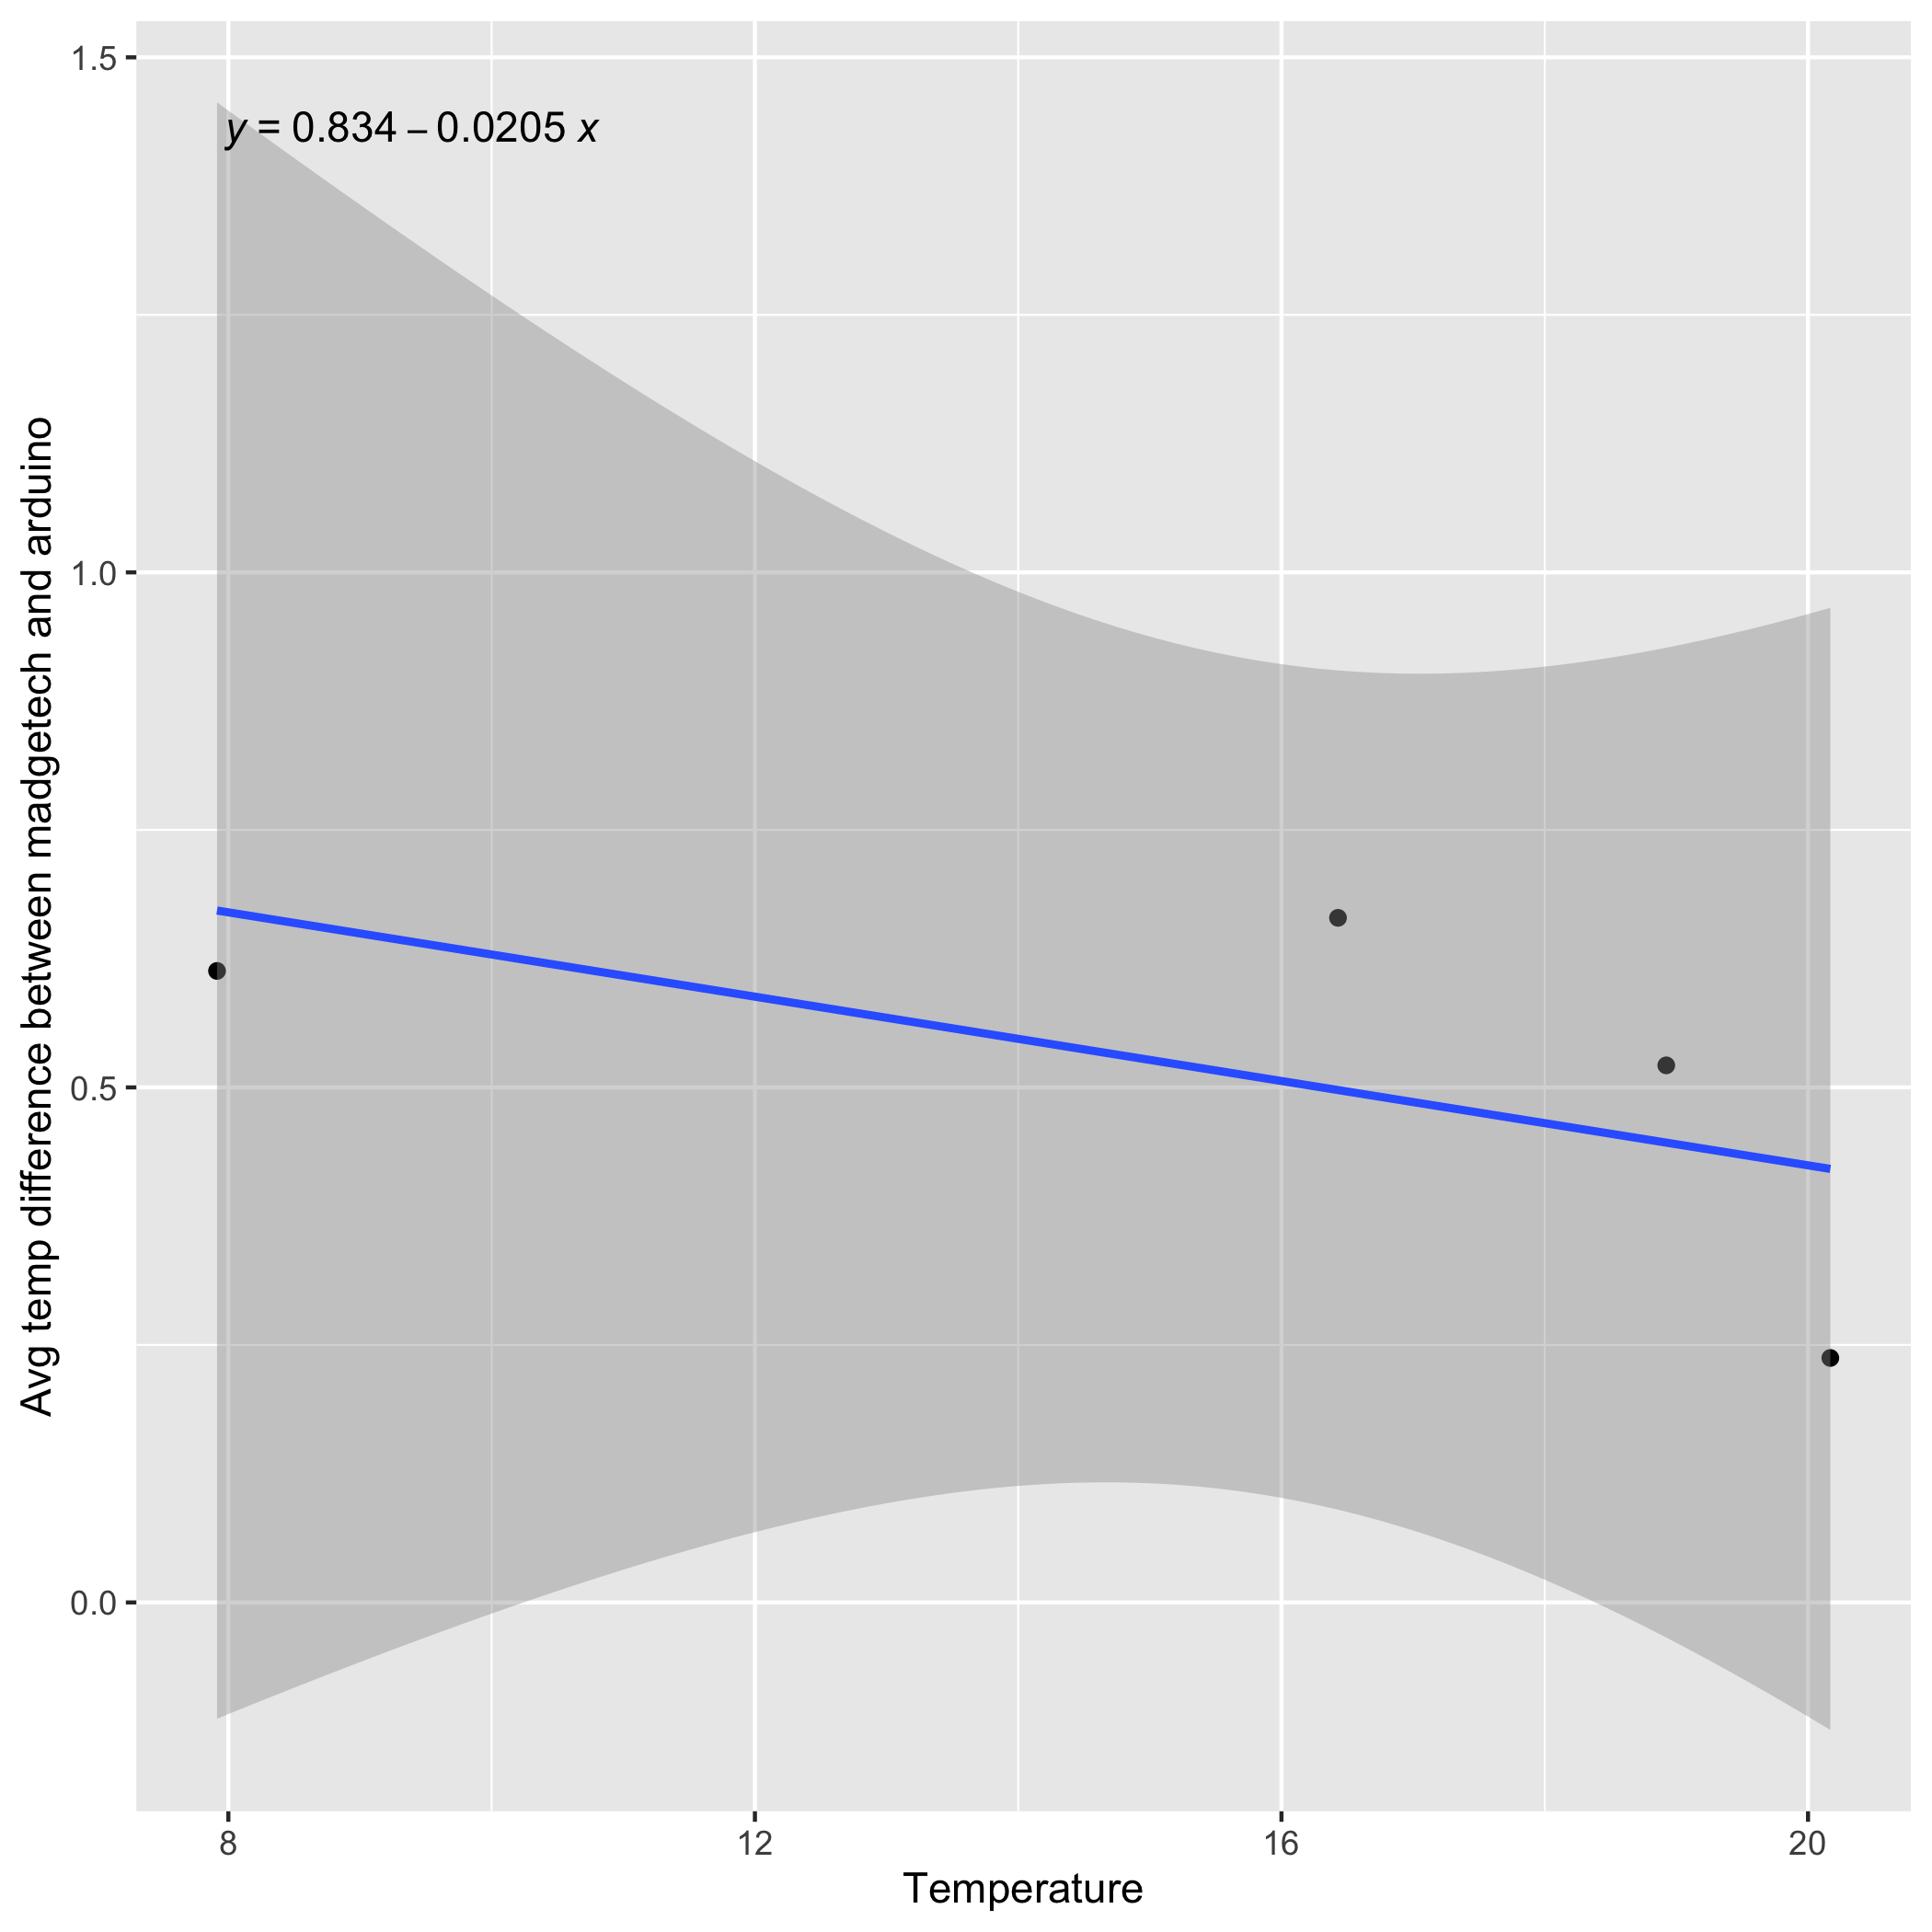 y = 0.834 – 0.0205 x
1.5
1.0
0.5
0.0
Avg temp difference between madgetech and arduino
8 12 16 20
Temperature